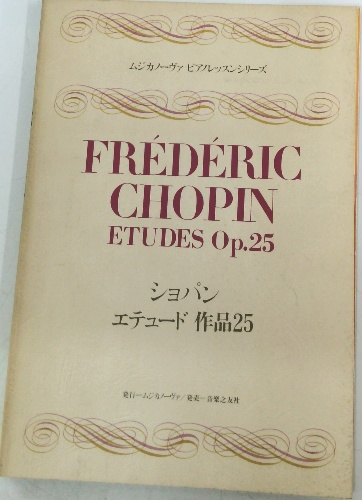 ムジカノーヴァ ピアノレッスンシリーズ
FRÉDÉRIC
CHOPIN
ETUDES Op.25
ショパン
エテュード 作品25
発行—ムジカノーヴァ/発売—音楽之友社